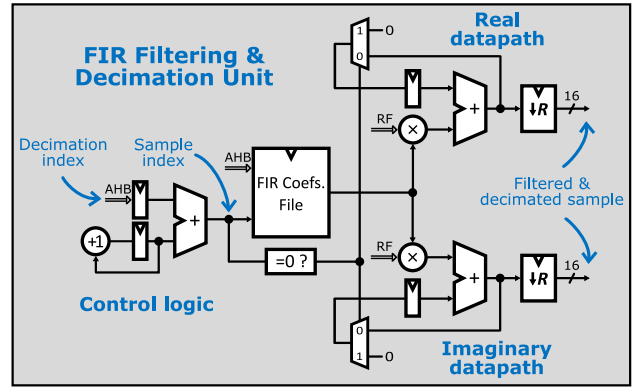 FIR Filtering &
Decimation Unit
Real
datapath
1
0
0
RF
×
+
↓R
16
Decimation
index
Sample
index
AHB
AHB
FIR Coefs.
File
+
+1
=0 ?
Control logic
Filtered &
decimated sample
RF
×
+
↓R
16
0
1
0
Imaginary
datapath